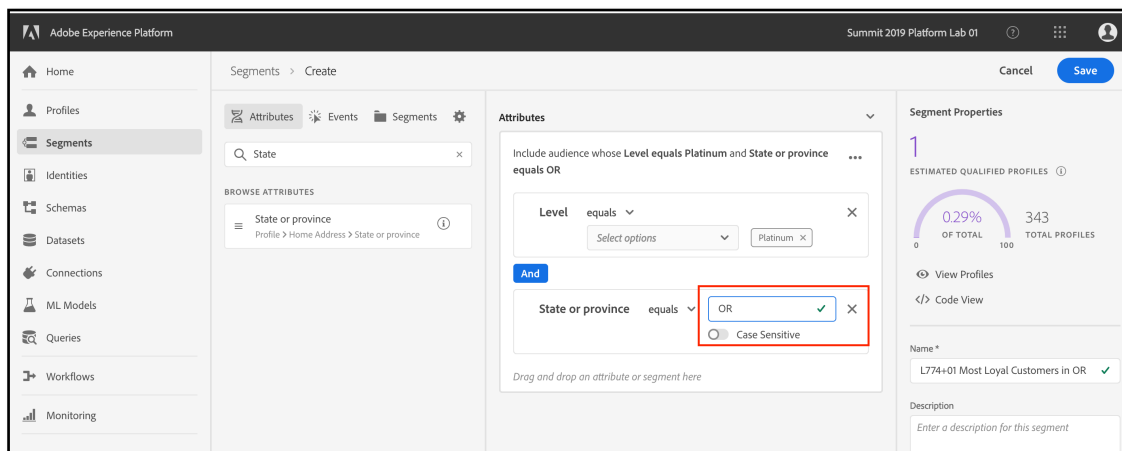 Adobe Experience Platform
Summit 2019 Platform Lab 01
Home
Profiles
Segments
Identities
Schemas
Datasets
Connections
ML Models
Queries
Workflows
Monitoring
Segments > Create
Cancel
Save
Attributes
Events
Segments
State
BROWSE ATTRIBUTES
State or province
Profile > Home Address > State or province
Attributes
Include audience whose Level equals Platinum and State or province
equals OR
Level equals
Select options
Platinum
And
State or province equals OR
Case Sensitive
Drag and drop an attribute or segment here
Segment Properties
1
ESTIMATED QUALIFIED PROFILES
0.29%
OF TOTAL
0
100
343
TOTAL PROFILES
View Profiles
</> Code View
Name *
L774+01 Most Loyal Customers in OR
Description
Enter a description for this segment